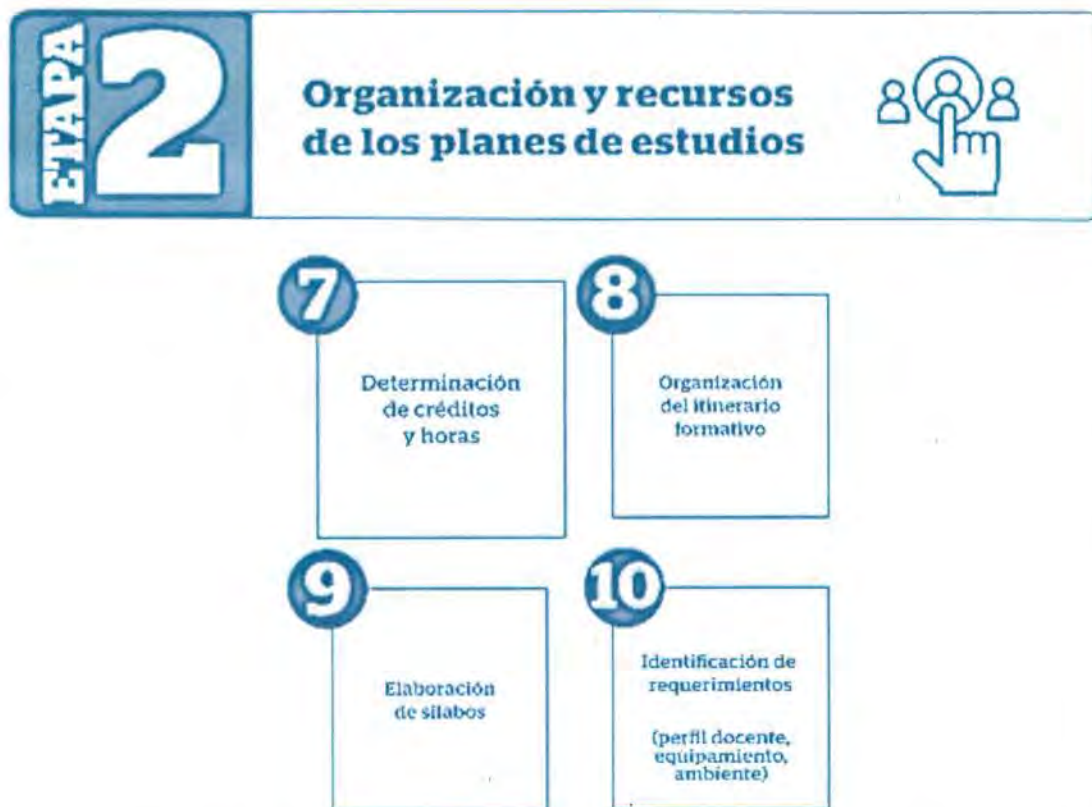 ETAPA
2
Organización y recursos
de los planes de estudios
7
Determinación
de créditos
y horas
8
Organización
del itinerario
formativo
9
Elaboración
de sílabos
10
Identificación de
requerimientos
(perfil docente,
equipamiento,
ambiente)